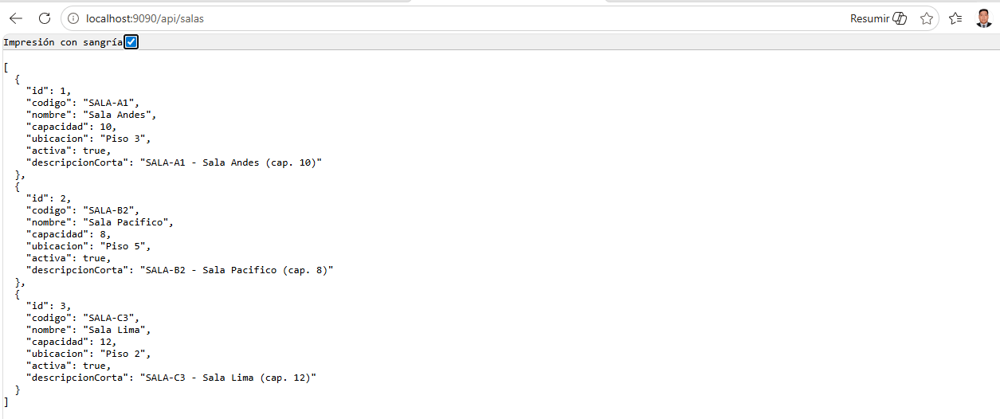 localhost:9090/api/salas
Resumir
Impresión con sangría
[
  {
    "id": 1,
    "codigo": "SALA-A1",
    "nombre": "Sala Andes",
    "capacidad": 10,
    "ubicacion": "Piso 3",
    "activa": true,
    "descripcionCorta": "SALA-A1 - Sala Andes (cap. 10)"
  },
  {
    "id": 2,
    "codigo": "SALA-B2",
    "nombre": "Sala Pacifico",
    "capacidad": 8,
    "ubicacion": "Piso 5",
    "activa": true,
    "descripcionCorta": "SALA-B2 - Sala Pacifico (cap. 8)"
  },
  {
    "id": 3,
    "codigo": "SALA-C3",
    "nombre": "Sala Lima",
    "capacidad": 12,
    "ubicacion": "Piso 2",
    "activa": true,
    "descripcionCorta": "SALA-C3 - Sala Lima (cap. 12)"
  }
]